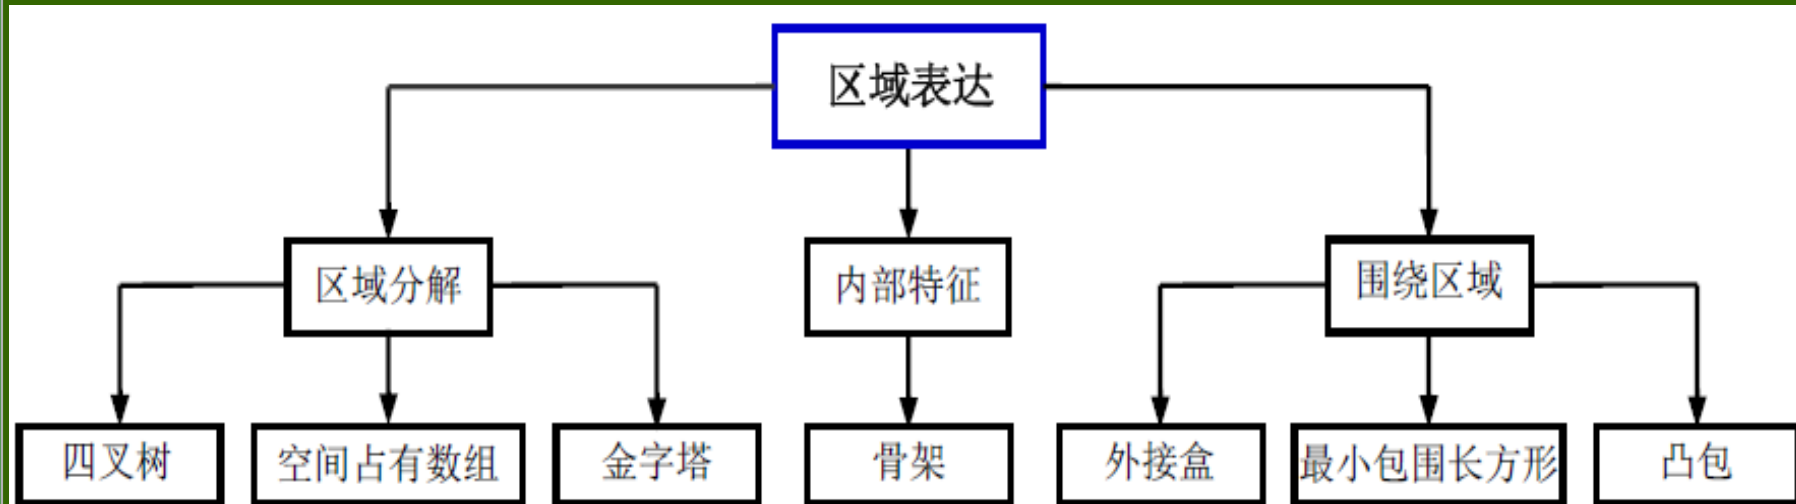 区域表达
区域分解
内部特征
围绕区域
四叉树
空间占有数组
金字塔
骨架
外接盒
最小包围长方形
凸包